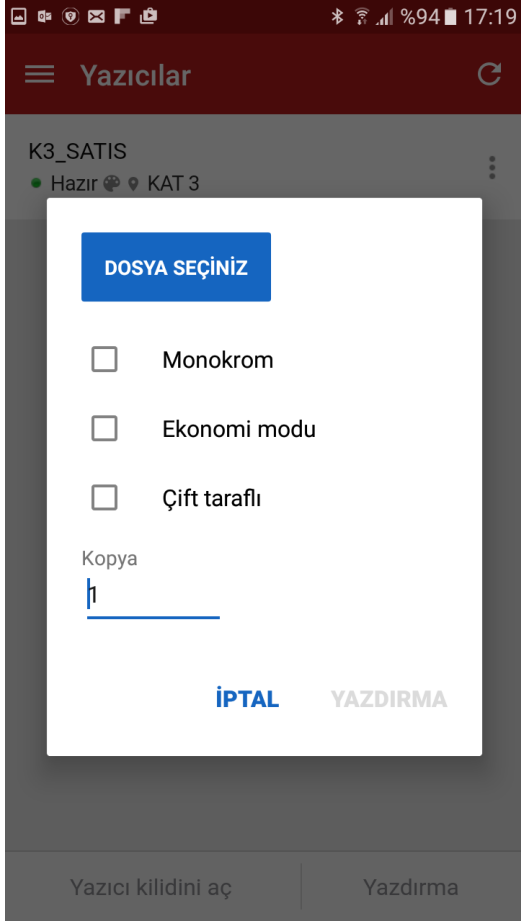 %94 17:19
Yazıcılar
K3_SATIS
Hazır KAT 3
DOSYA SEÇİNİZ
Monokrom
Ekonomi modu
Çift taraflı
Kopya
1
İPTAL YAZDIRMA
Yazıcı kilidini aç Yazdırma